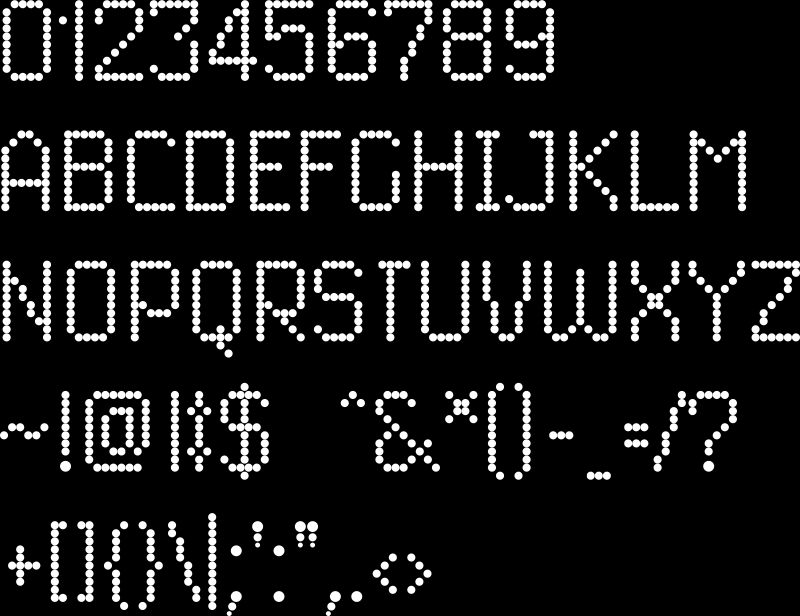 0123456789
ABCDEFGHIJKLM
NOPQRSTUVWXYZ
~!@#$ ^&*()-_=/?
+[]{}\|;':",.<>